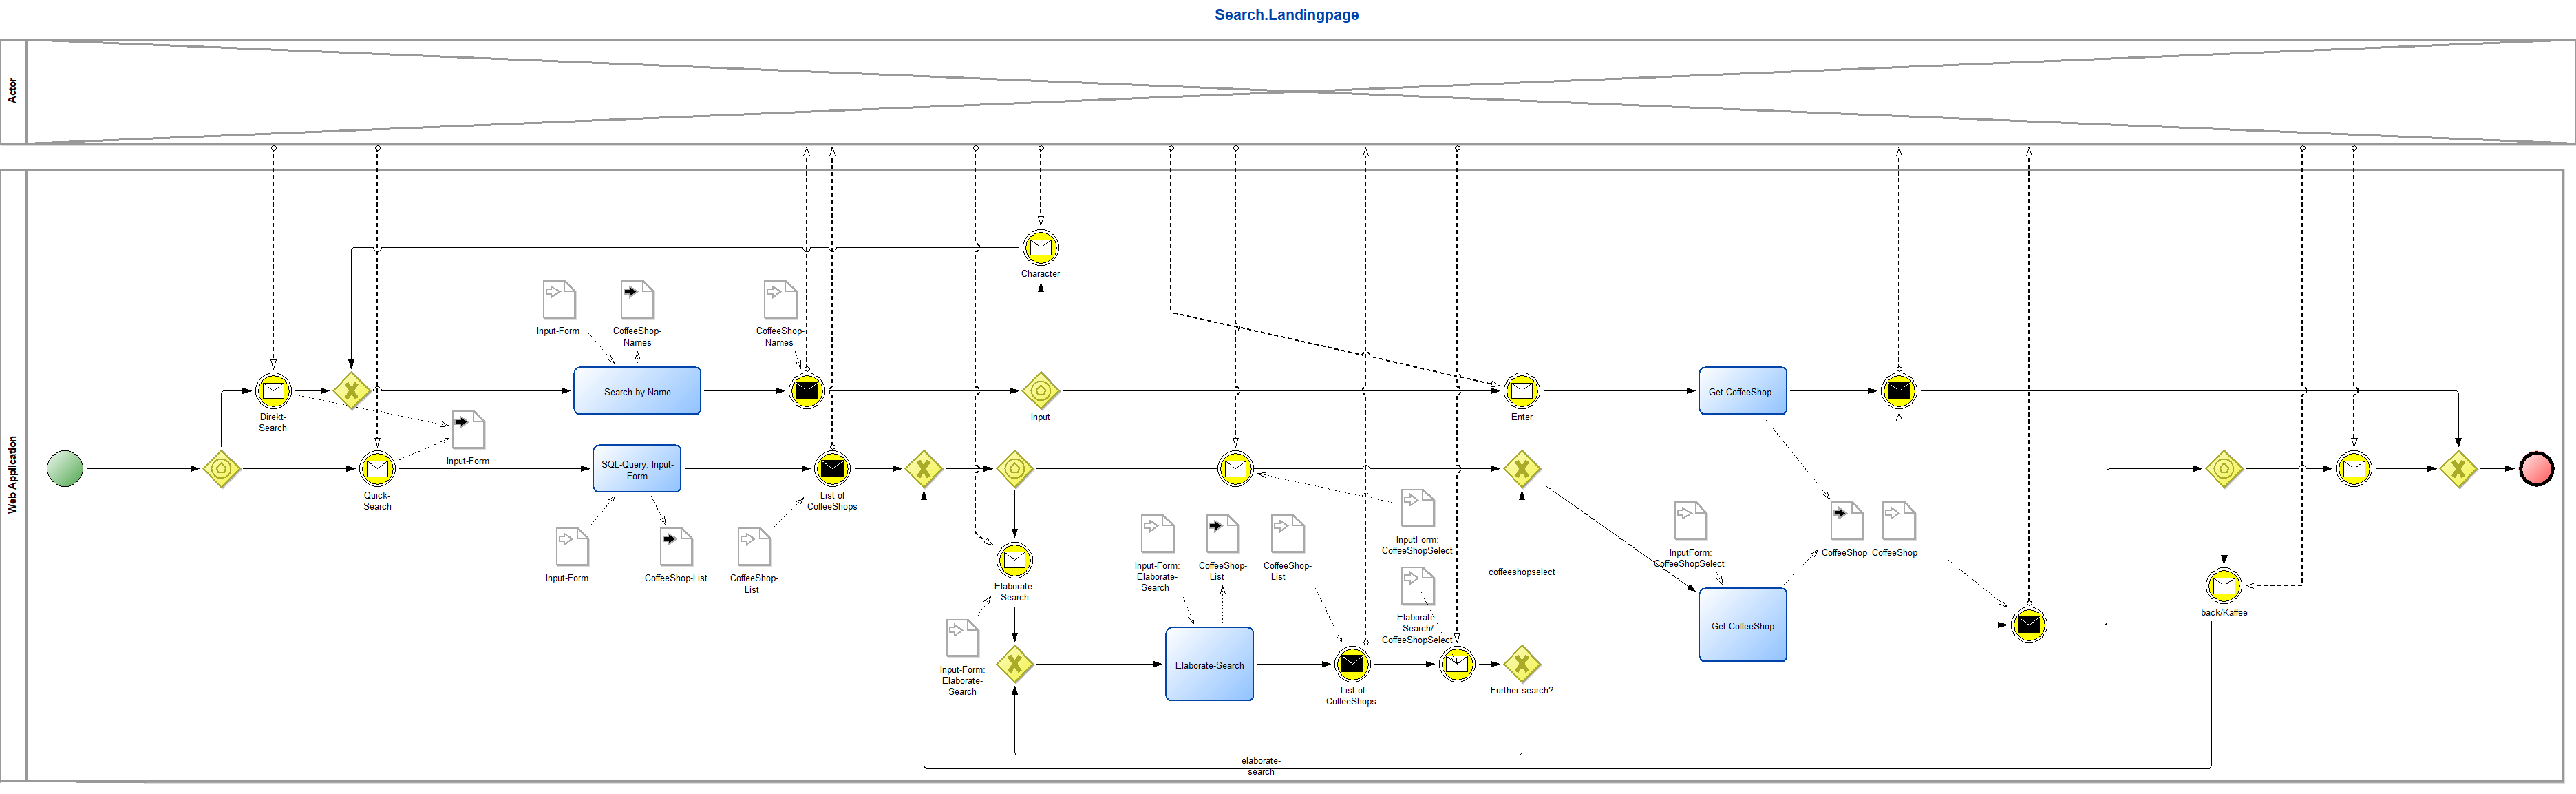 Search.Landingpage
Actor
Web Application
Character
Input-Form
CoffeeShop-
Names
CoffeeShop-
Names
Direkt-
Search
Search by Name
Input
Enter
Get CoffeeShop
Input-Form
Quick-
Search
SQL-Query: Input-
Form
List of
CoffeeShops
Input-Form
CoffeeShop-List
CoffeeShop-
List
Elaborate-
Search
Input-Form:
Elaborate-
Search
Input-Form:
Elaborate-
Search
CoffeeShop-
List
CoffeeShop-
List
InputForm:
CoffeeShopSelect
Elaborate-
Search/
CoffeeShopSelect
coffeeshopselect
Elaborate-Search
List of
CoffeeShops
Further search?
InputForm:
CoffeeShopSelect
CoffeeShop
CoffeeShop
Get CoffeeShop
back/Kaffee
elaborate-
search